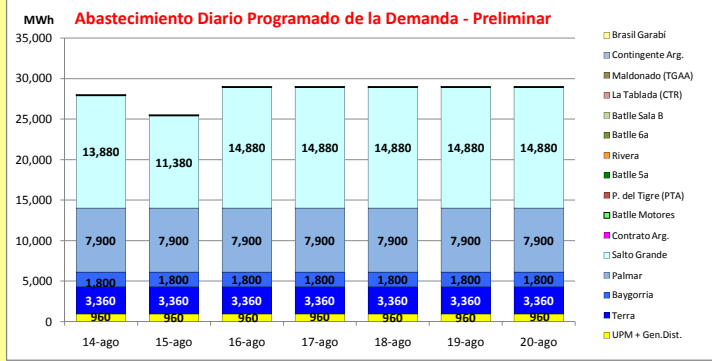 MWh Abastecimiento Diario Programado de la Demanda - Preliminar
35,000
30,000
25,000
20,000
15,000
10,000
5,000
0
13,880 11,380 14,880 14,880 14,880 14,880 14,880
7,900 7,900 7,900 7,900 7,900 7,900 7,900
1,800 1,800 1,800 1,800 1,800 1,800 1,800
3,360 3,360 3,360 3,360 3,360 3,360 3,360
960 960 960 960 960 960 960
14-ago 15-ago 16-ago 17-ago 18-ago 19-ago 20-ago
Brasil Garabí
Contingente Arg.
Maldonado (TGAA)
La Tablada (CTR)
Batlle Sala B
Batlle 6a
Rivera
Batlle 5a
P. del Tigre (PTA)
Batlle Motores
Contrato Arg.
Salto Grande
Palmar
Baygorria
Terra
UPM + Gen.Dist.